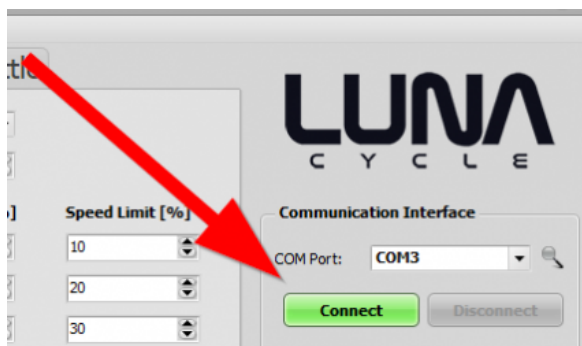 LUNA
CYCLE
Speed Limit [%]
10
20
30
Communication Interface
COM Port: COM3
Connect Disconnect